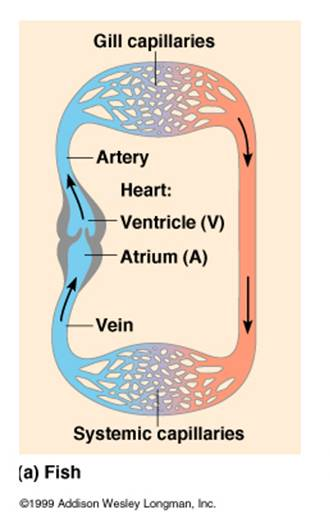 Gill capillaries
Artery
Heart:
Ventricle (V)
Atrium (A)
Vein
Systemic capillaries
(a) Fish
©1999 Addison Wesley Longman, Inc.